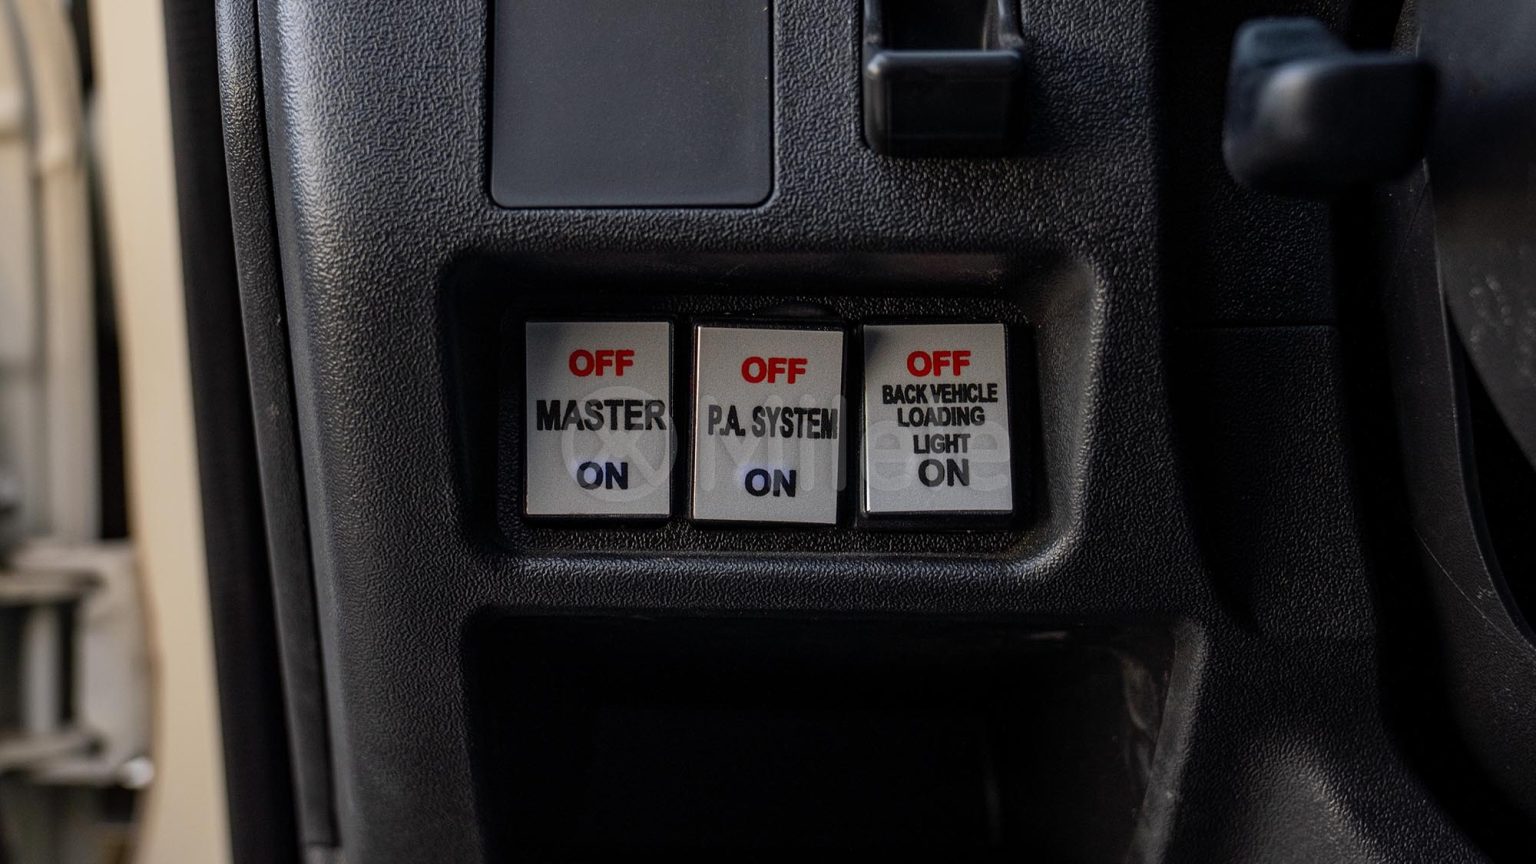 OFF
MASTER
ON
OFF
P.A. SYSTEM
ON
OFF
BACK VEHICLE
LOADING
LIGHT
ON